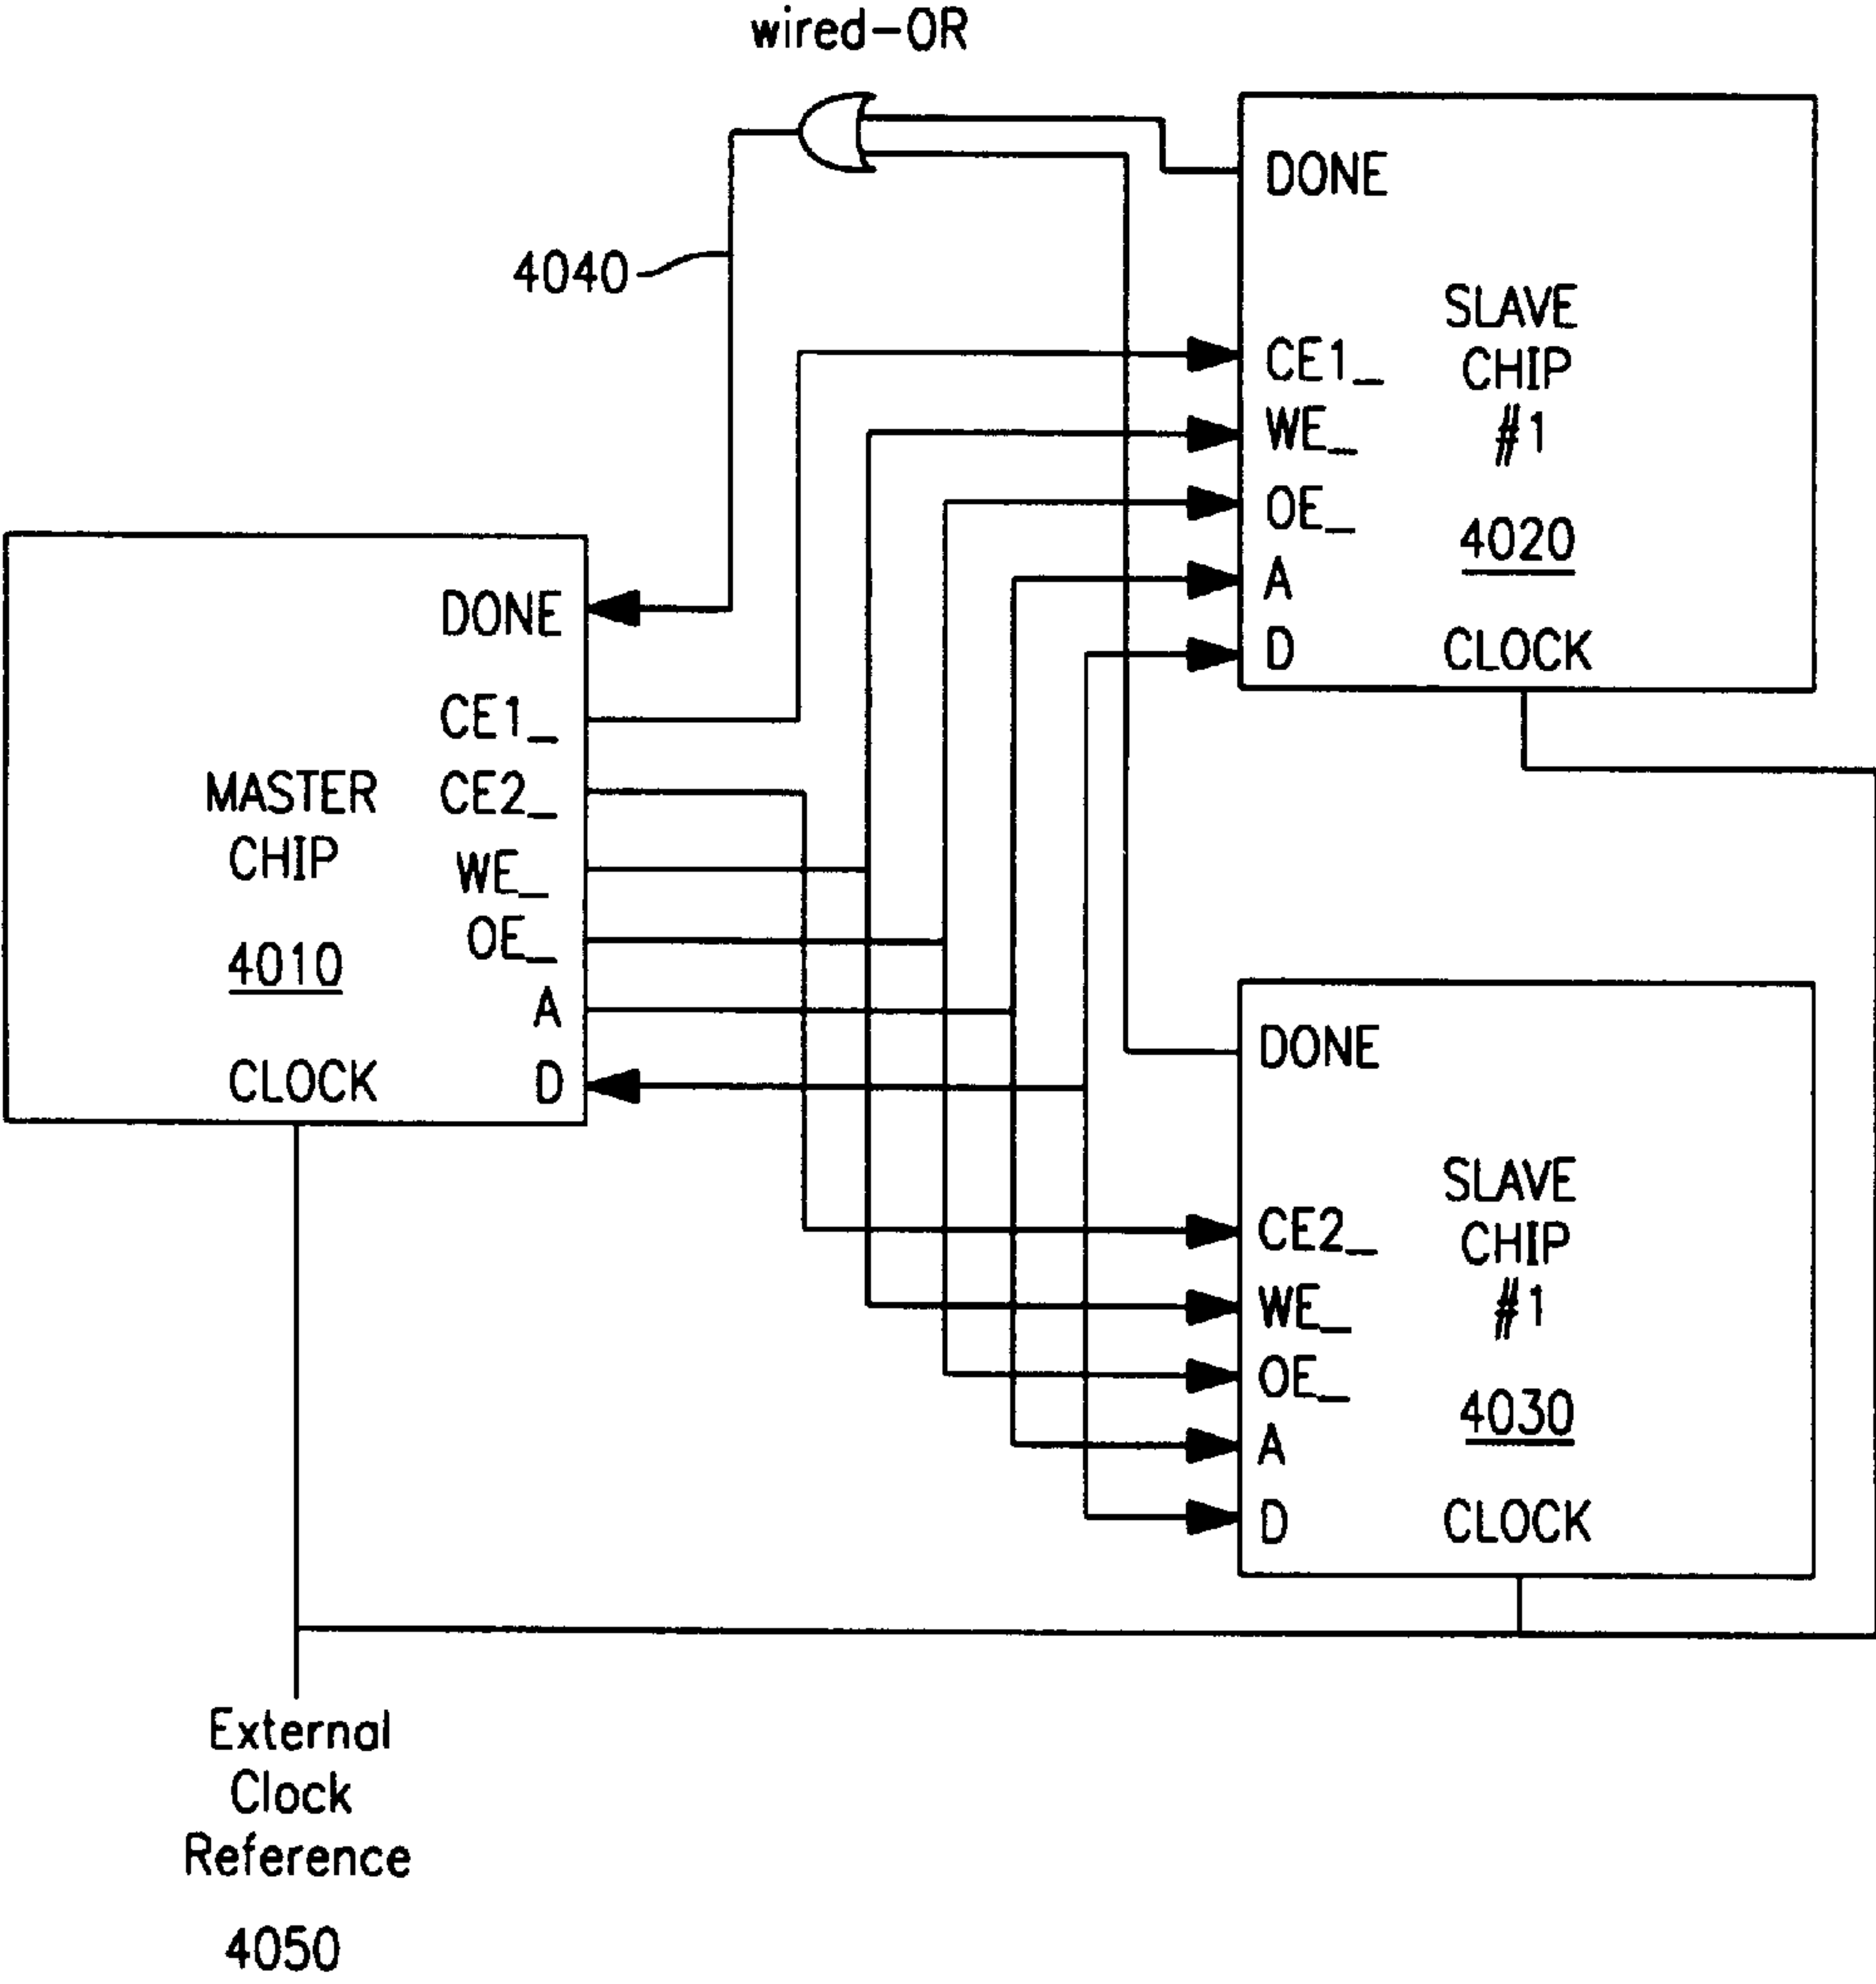 wired-OR
4040
DONE
SLAVE
CHIP
#1
4020
CE1_
WE_
OE_
A
D
CLOCK
DONE
CE1_
CE2_
WE_
OE_
A
D
MASTER
CHIP
4010
CLOCK
DONE
SLAVE
CHIP
#1
4030
CE2_
WE_
OE_
A
D
CLOCK
External
Clock
Reference
4050